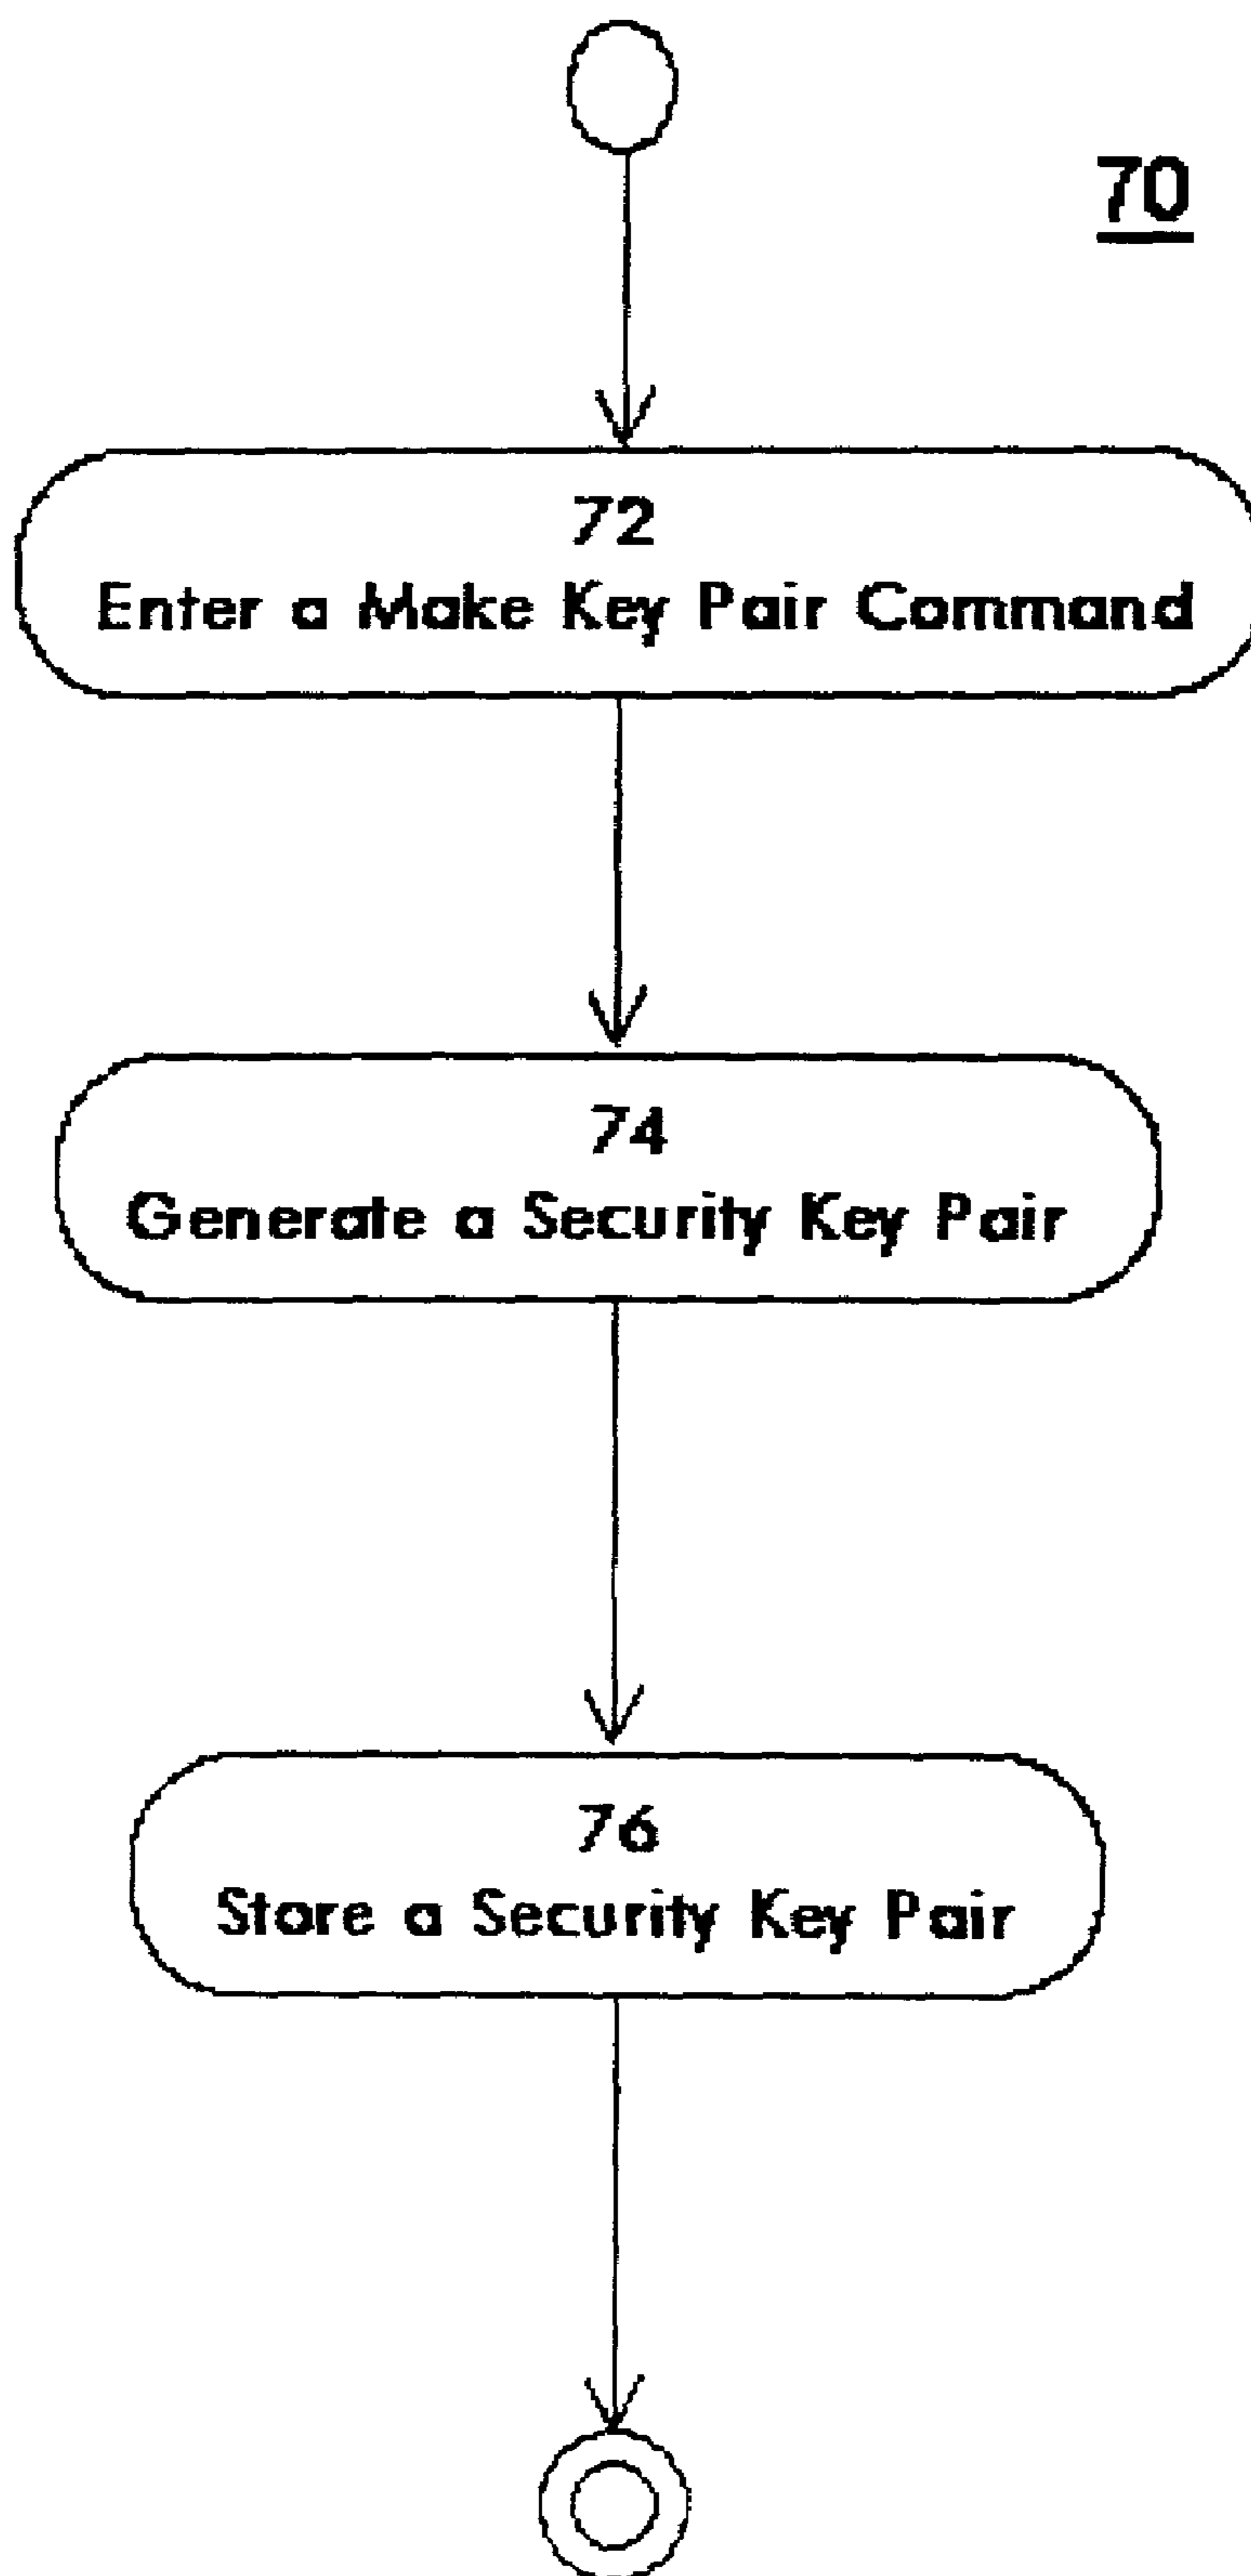 70
72
Enter a Make Key Pair Command
74
Generate a Security Key Pair
76
Store a Security Key Pair